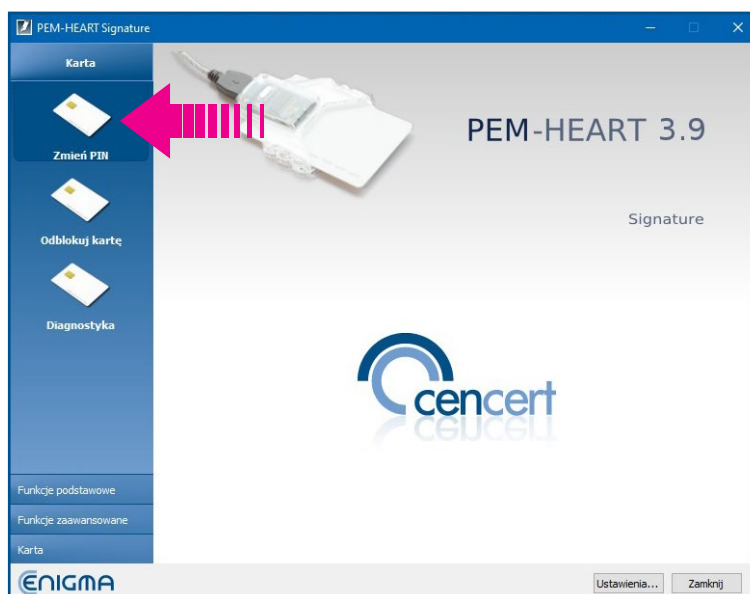 PEM-HEART Signature
Karta
Zmień PIN
Odblokuj kartę
Diagnostyka
Funkcje podstawowe
Funkcje zaawansowane
Karta
PEM-HEART 3.9
Signature
cencert
ENIGMA
Ustawienia...
Zamknij